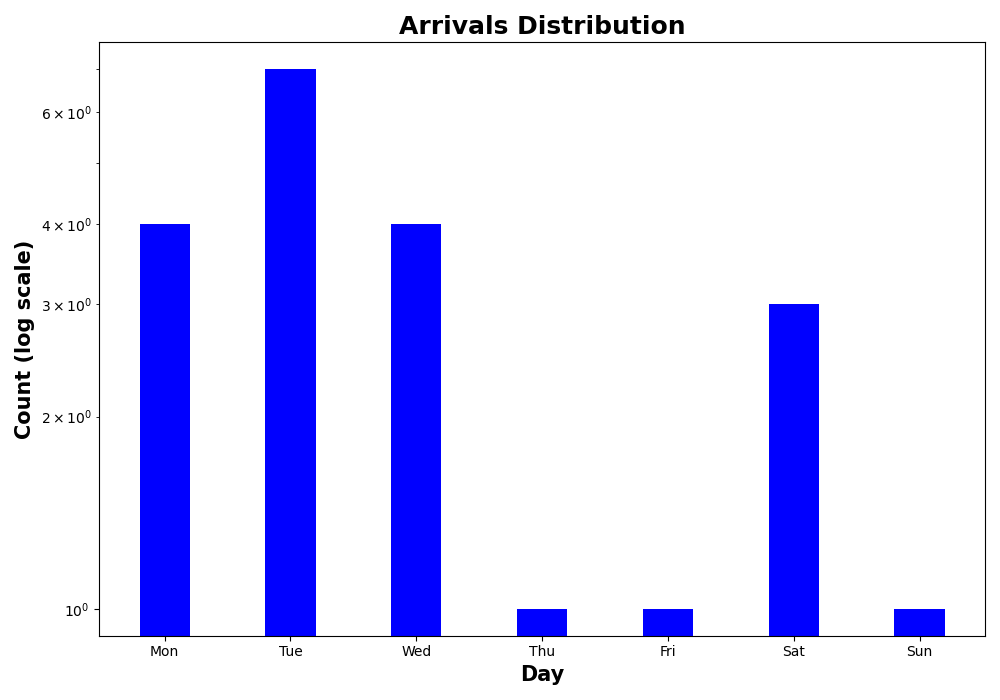 Arrivals Distribution
Count (log scale)
6 × 10⁰
4 × 10⁰
3 × 10⁰
2 × 10⁰
10⁰
Mon Tue Wed Thu Fri Sat Sun
Day